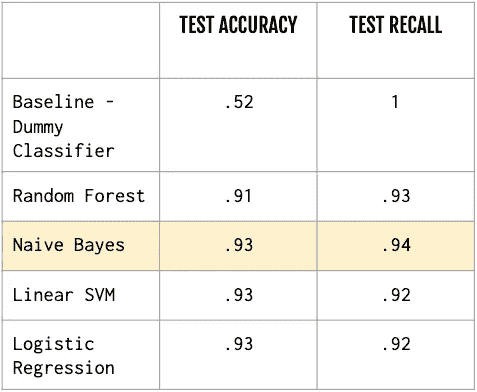 TEST ACCURACY TEST RECALL
Baseline - .52 1
Dummy
Classifier
Random Forest .91 .93
Naive Bayes .93 .94
Linear SVM .93 .92
Logistic .93 .92
Regression